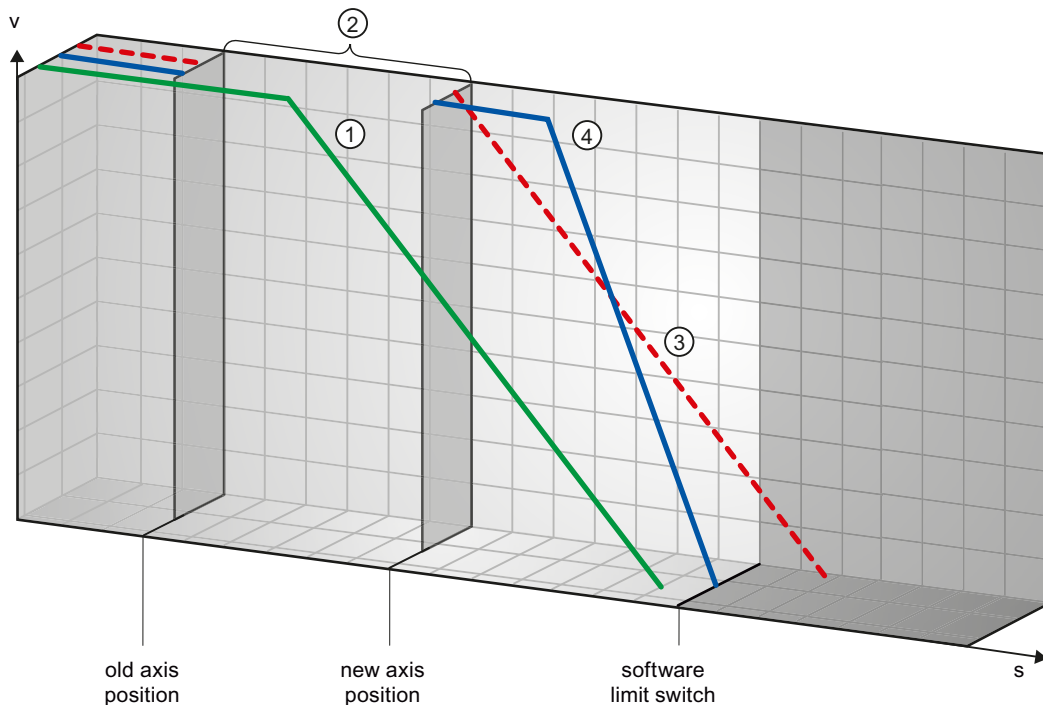 v
②
①
④
③
old axis
position
new axis
position
software
limit switch
s